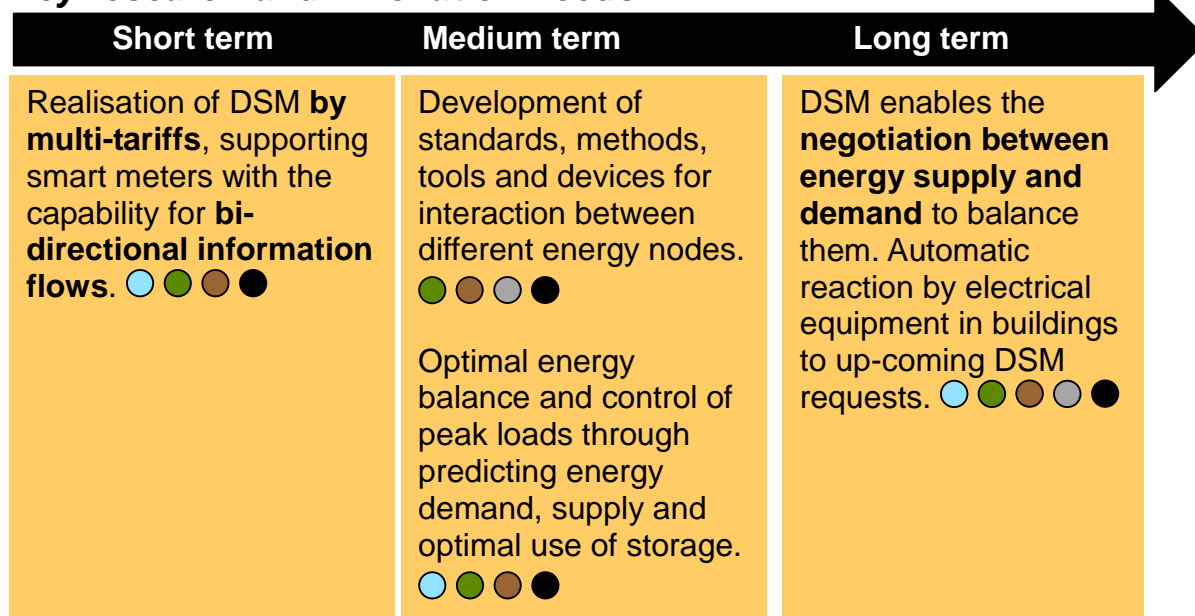 Short term Medium term Long term
Realisation of DSM by
multi-tariffs, supporting
smart meters with the
capability for bi-
directional information
flows.
Development of
standards, methods,
tools and devices for
interaction between
different energy nodes.
Optimal energy
balance and control of
peak loads through
predicting energy
demand, supply and
optimal use of storage.
DSM enables the
negotiation between
energy supply and
demand to balance
them. Automatic
reaction by electrical
equipment in buildings
to up-coming DSM
requests.